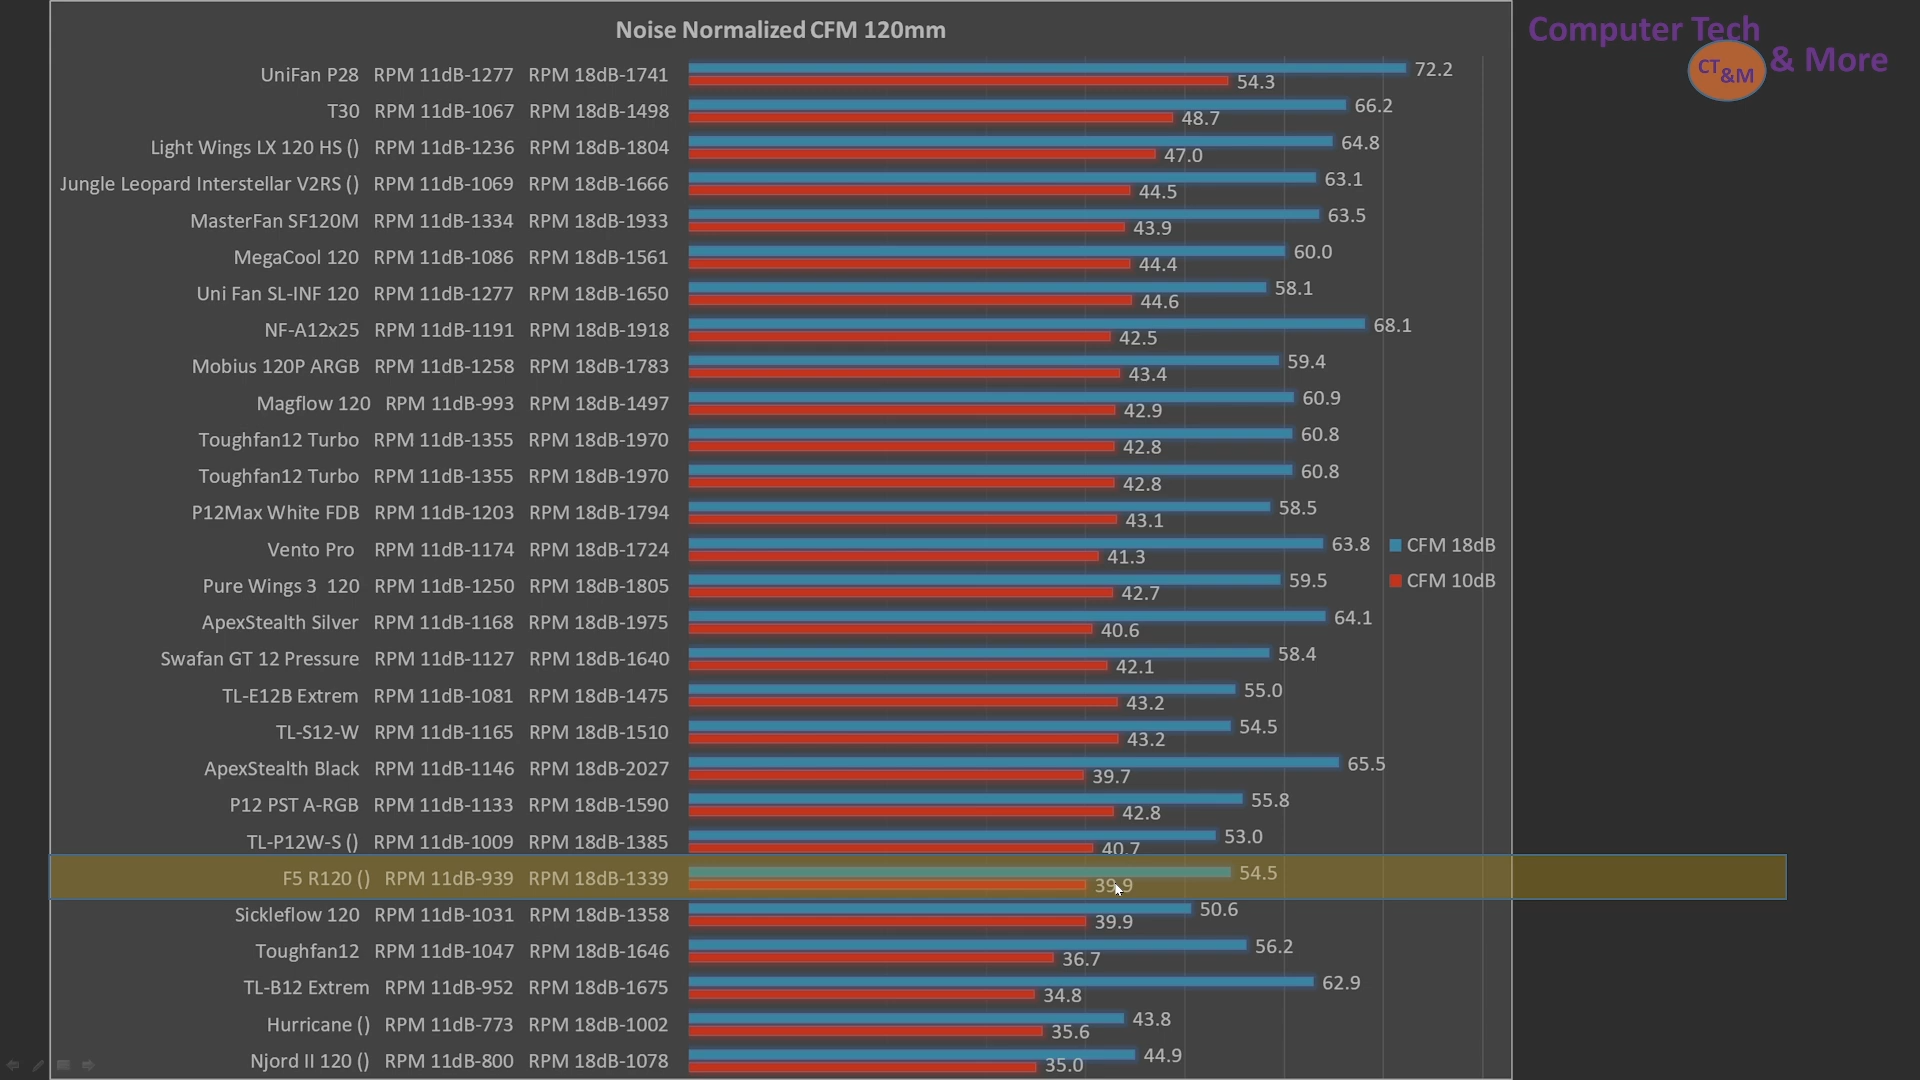 Noise Normalized CFM 120mm
Computer Tech
& More
CT
&M
UniFan P28 RPM 11dB-1277 RPM 18dB-1741 72.2 54.3
T30 RPM 11dB-1067 RPM 18dB-1498 66.2 48.7
Light Wings LX 120 HS () RPM 11dB-1236 RPM 18dB-1804 64.8 47.0
Jungle Leopard Interstellar V2RS () RPM 11dB-1069 RPM 18dB-1666 63.1 44.5
MasterFan SF120M RPM 11dB-1334 RPM 18dB-1933 63.5 43.9
MegaCool 120 RPM 11dB-1086 RPM 18dB-1561 60.0 44.4
Uni Fan SL-INF 120 RPM 11dB-1277 RPM 18dB-1650 58.1 44.6
NF-A12x25 RPM 11dB-1191 RPM 18dB-1918 68.1 42.5
Mobius 120P ARGB RPM 11dB-1258 RPM 18dB-1783 59.4 43.4
Magflow 120 RPM 11dB-993 RPM 18dB-1497 60.9 42.9
Toughfan12 Turbo RPM 11dB-1355 RPM 18dB-1970 60.8 42.8
Toughfan12 Turbo RPM 11dB-1355 RPM 18dB-1970 60.8 42.8
P12Max White FDB RPM 11dB-1203 RPM 18dB-1794 58.5 43.1
Vento Pro RPM 11dB-1174 RPM 18dB-1724 63.8 41.3
CFM 18dB
Pure Wings 3 120 RPM 11dB-1250 RPM 18dB-1805 59.5 42.7
CFM 10dB
ApexStealth Silver RPM 11dB-1168 RPM 18dB-1975 64.1 40.6
Swafan GT 12 Pressure RPM 11dB-1127 RPM 18dB-1640 58.4 42.1
TL-E12B Extrem RPM 11dB-1081 RPM 18dB-1475 55.0 43.2
TL-S12-W RPM 11dB-1165 RPM 18dB-1510 54.5 43.2
ApexStealth Black RPM 11dB-1146 RPM 18dB-2027 65.5 39.7
P12 PST A-RGB RPM 11dB-1133 RPM 18dB-1590 55.8 42.8
TL-P12W-S () RPM 11dB-1009 RPM 18dB-1385 53.0 40.7
F5 R120 () RPM 11dB-939 RPM 18dB-1339 54.5 39.9
Sickleflow 120 RPM 11dB-1031 RPM 18dB-1358 50.6 39.9
Toughfan12 RPM 11dB-1047 RPM 18dB-1646 56.2 36.7
TL-B12 Extrem RPM 11dB-952 RPM 18dB-1675 62.9 34.8
Hurricane () RPM 11dB-773 RPM 18dB-1002 43.8 35.6
Njord II 120 () RPM 11dB-800 RPM 18dB-1078 44.9 35.0